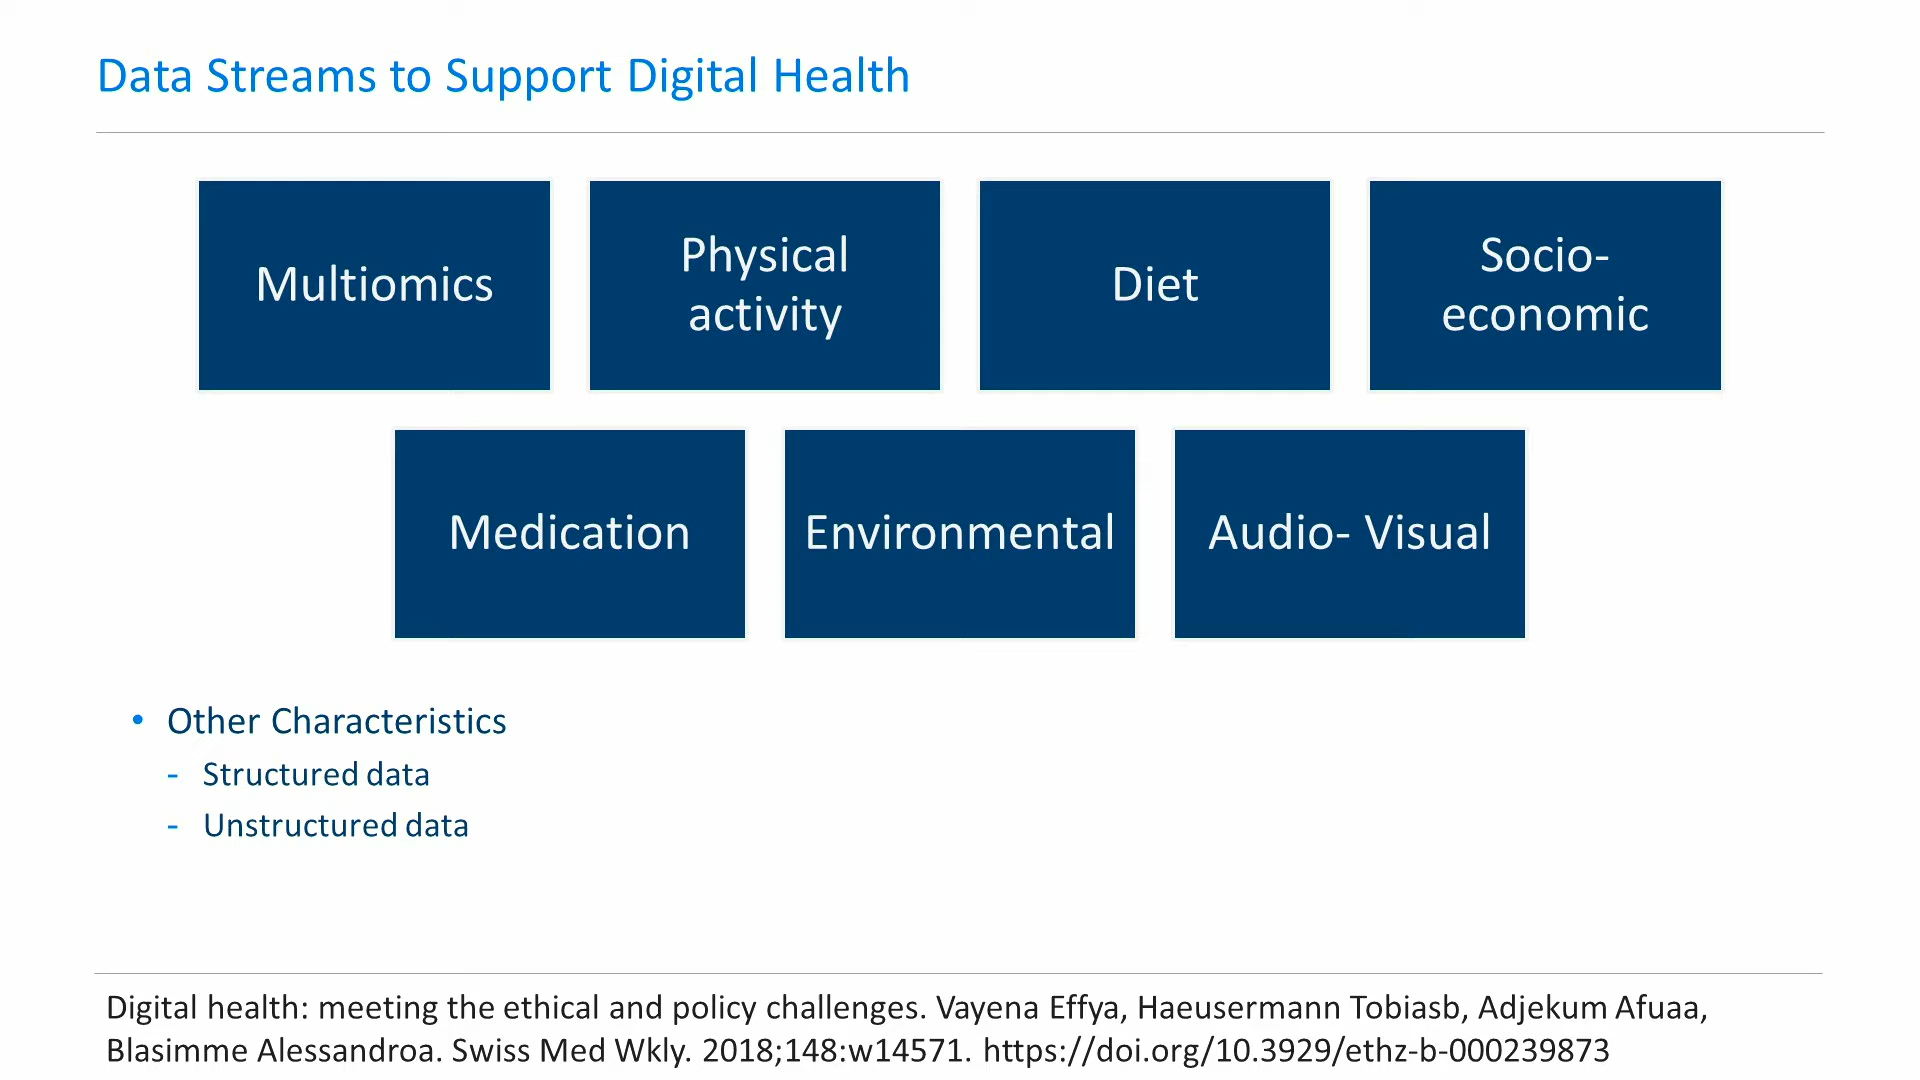 Data Streams to Support Digital Health
Multiomics
Physical
activity
Diet
Socio-
economic
Medication
Environmental
Audio- Visual
• Other Characteristics
- Structured data
- Unstructured data
Digital health: meeting the ethical and policy challenges. Vayena Effya, Haeusermann Tobiasb, Adjekum Afuaa,
Blasimme Alessandroa. Swiss Med Wkly. 2018;148:w14571. https://doi.org/10.3929/ethz-b-000239873